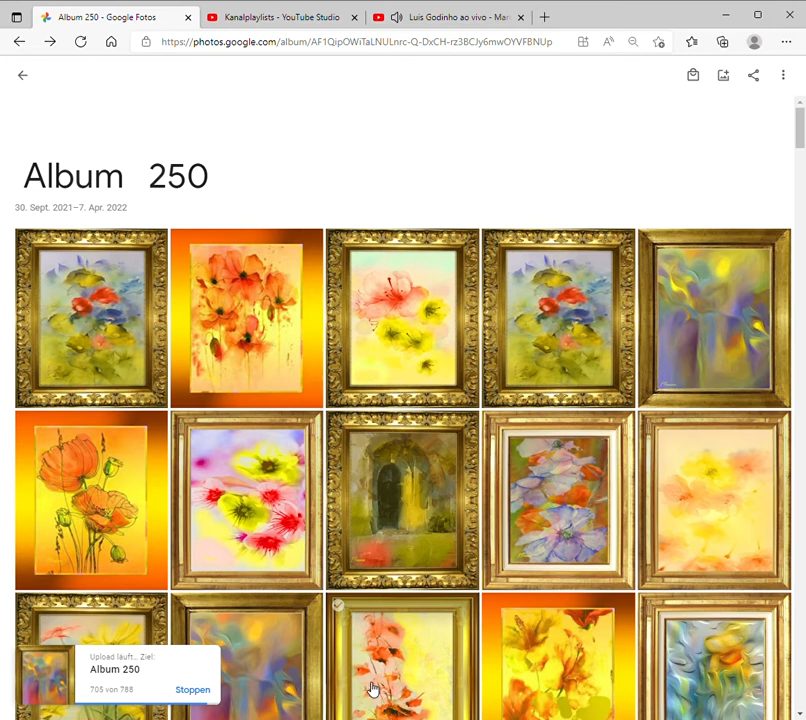 Album 250 - Google Fotos
Kanalplaylists - YouTube Studio
Luis Godinho ao vivo - Mar
https://photos.google.com/album/AF1QipOWiTaLNULnrc-Q-DxCH-rz3BCJy6mwOYVFBNUp
Album 250
30. Sept. 2021–7. Apr. 2022
Upload läuft... Ziel:
Album 250
705 von 788
Stoppen